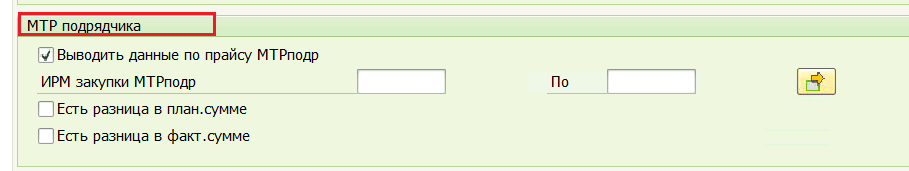 МТР подрядчика
Выводить данные по прайсу МТРподр
ИРМ закупки МТРподр По
Есть разница в план.сумме
Есть разница в факт.сумме